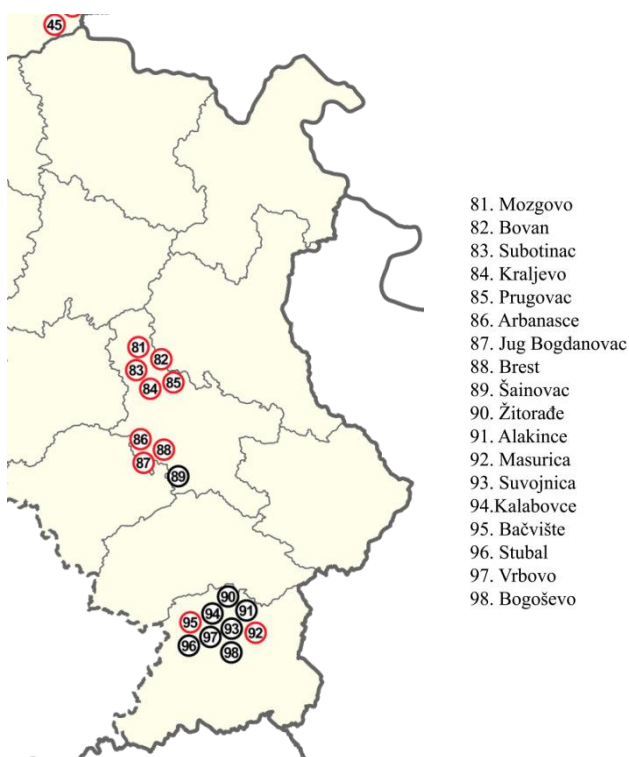 45
81
82
83
84
85
86
88
87
89
90
94
91
95
93
92
97
96
98
81. Mozgovo
82. Bovan
83. Subotinac
84. Kraljevo
85. Prugovac
86. Arbanasce
87. Jug Bogdanovac
88. Brest
89. Šainovac
90. Žitorađe
91. Alakince
92. Masurica
93. Suvojnica
94.Kalabovce
95. Bačvište
96. Stubal
97. Vrbovo
98. Bogoševo